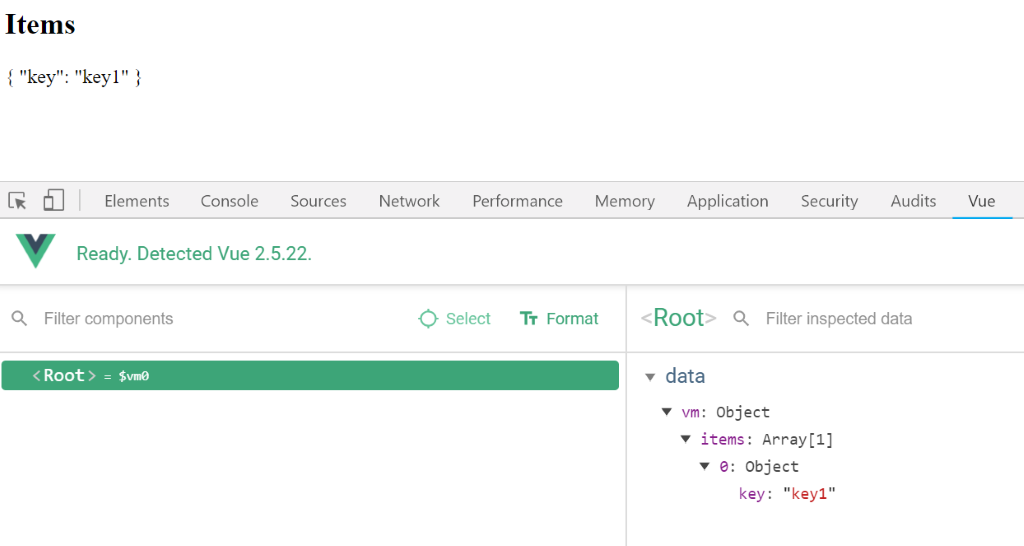 Items
{ "key": "key1" }
Elements Console Sources Network Performance Memory Application Security Audits Vue
Ready. Detected Vue 2.5.22.
Filter components Select Format <Root> Filter inspected data
<Root> = $vm0
data
vm: Object
items: Array[1]
0: Object
key: "key1"